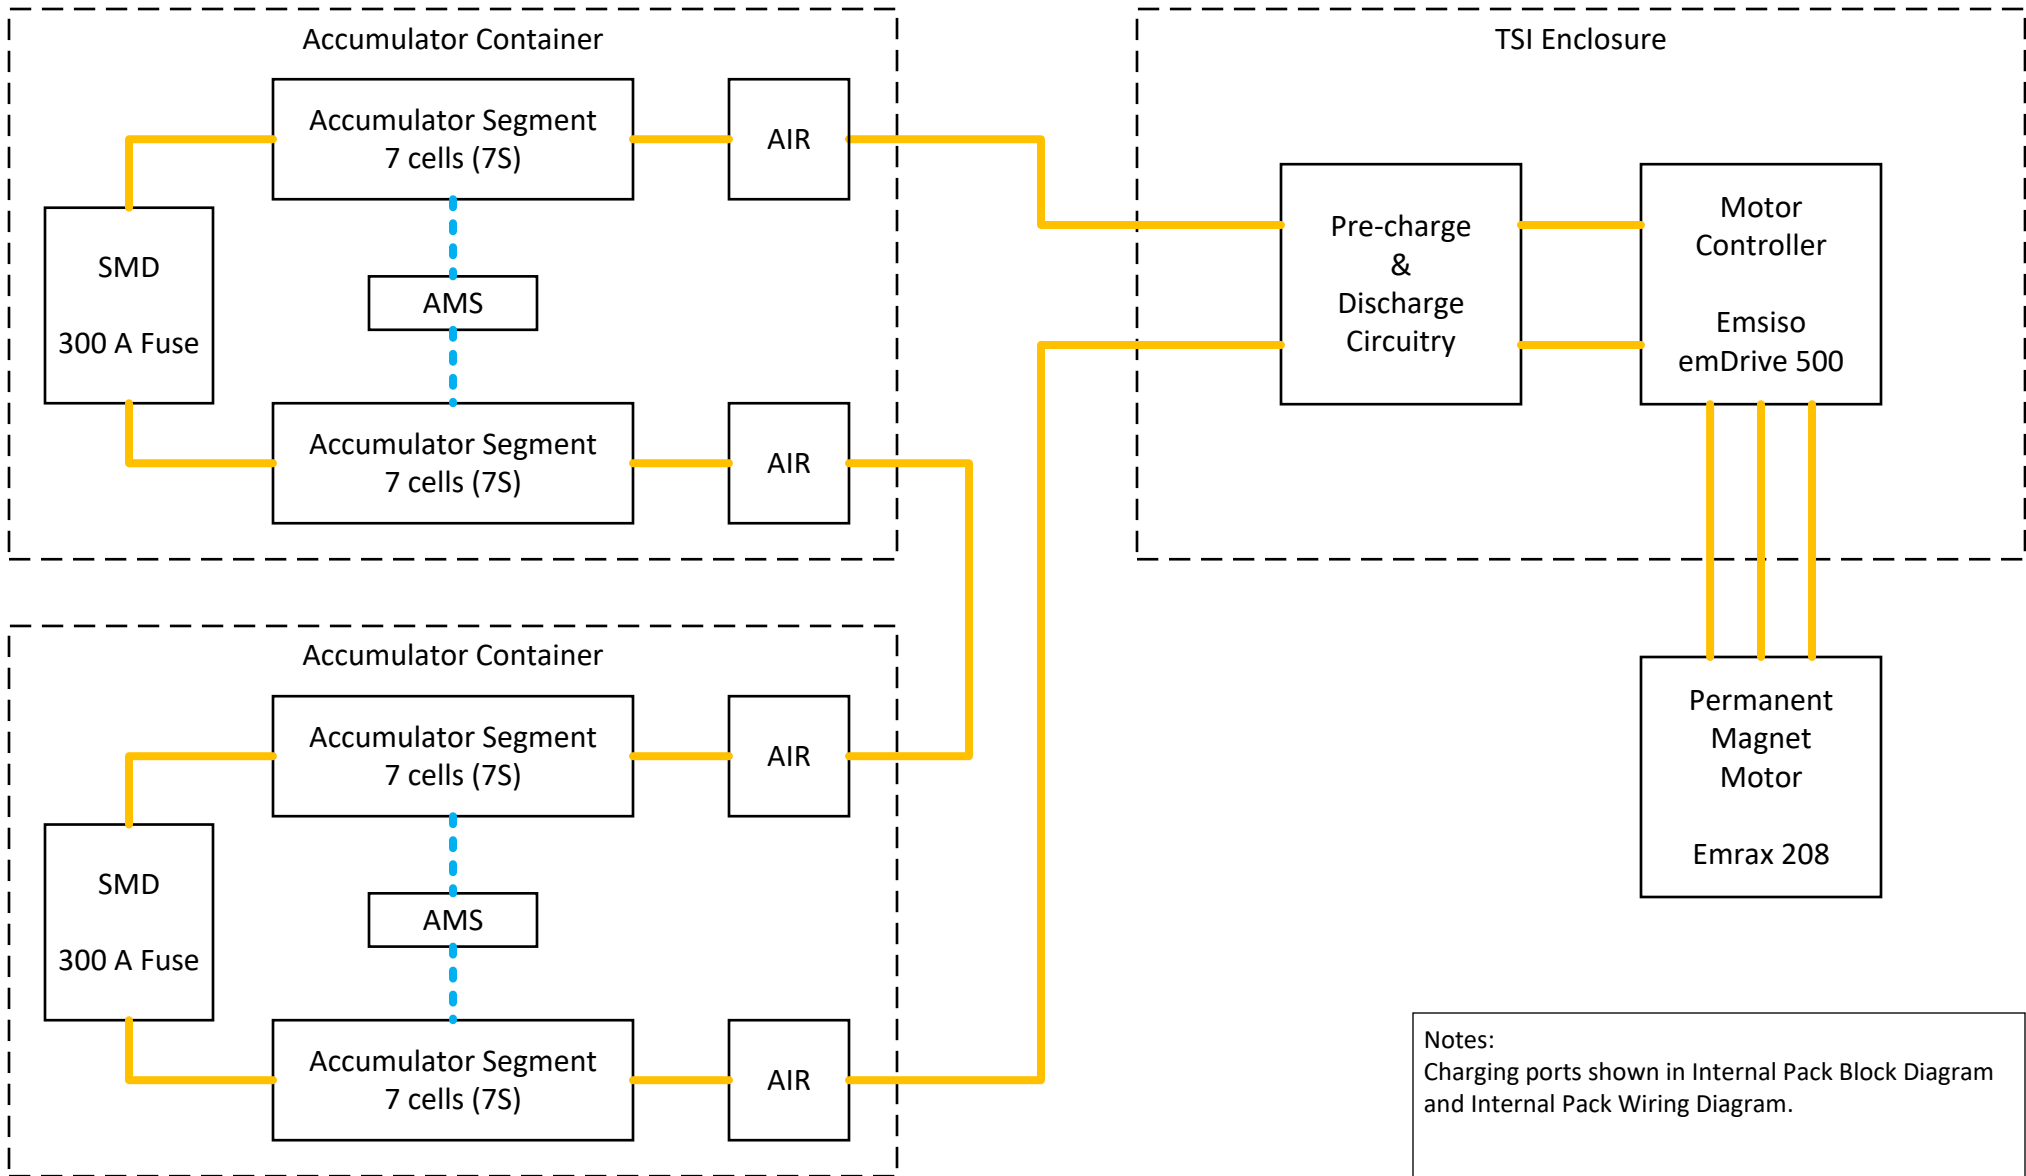 Accumulator Container
Accumulator Segment
7 cells (7S)
AIR
SMD
300 A Fuse
AMS
Accumulator Segment
7 cells (7S)
AIR
Accumulator Container
Accumulator Segment
7 cells (7S)
AIR
SMD
300 A Fuse
AMS
Accumulator Segment
7 cells (7S)
AIR
TSI Enclosure
Pre-charge
&
Discharge
Circuitry
Motor
Controller
Emsiso
emDrive 500
Permanent
Magnet
Motor
Emrax 208
Notes:
Charging ports shown in Internal Pack Block Diagram
and Internal Pack Wiring Diagram.